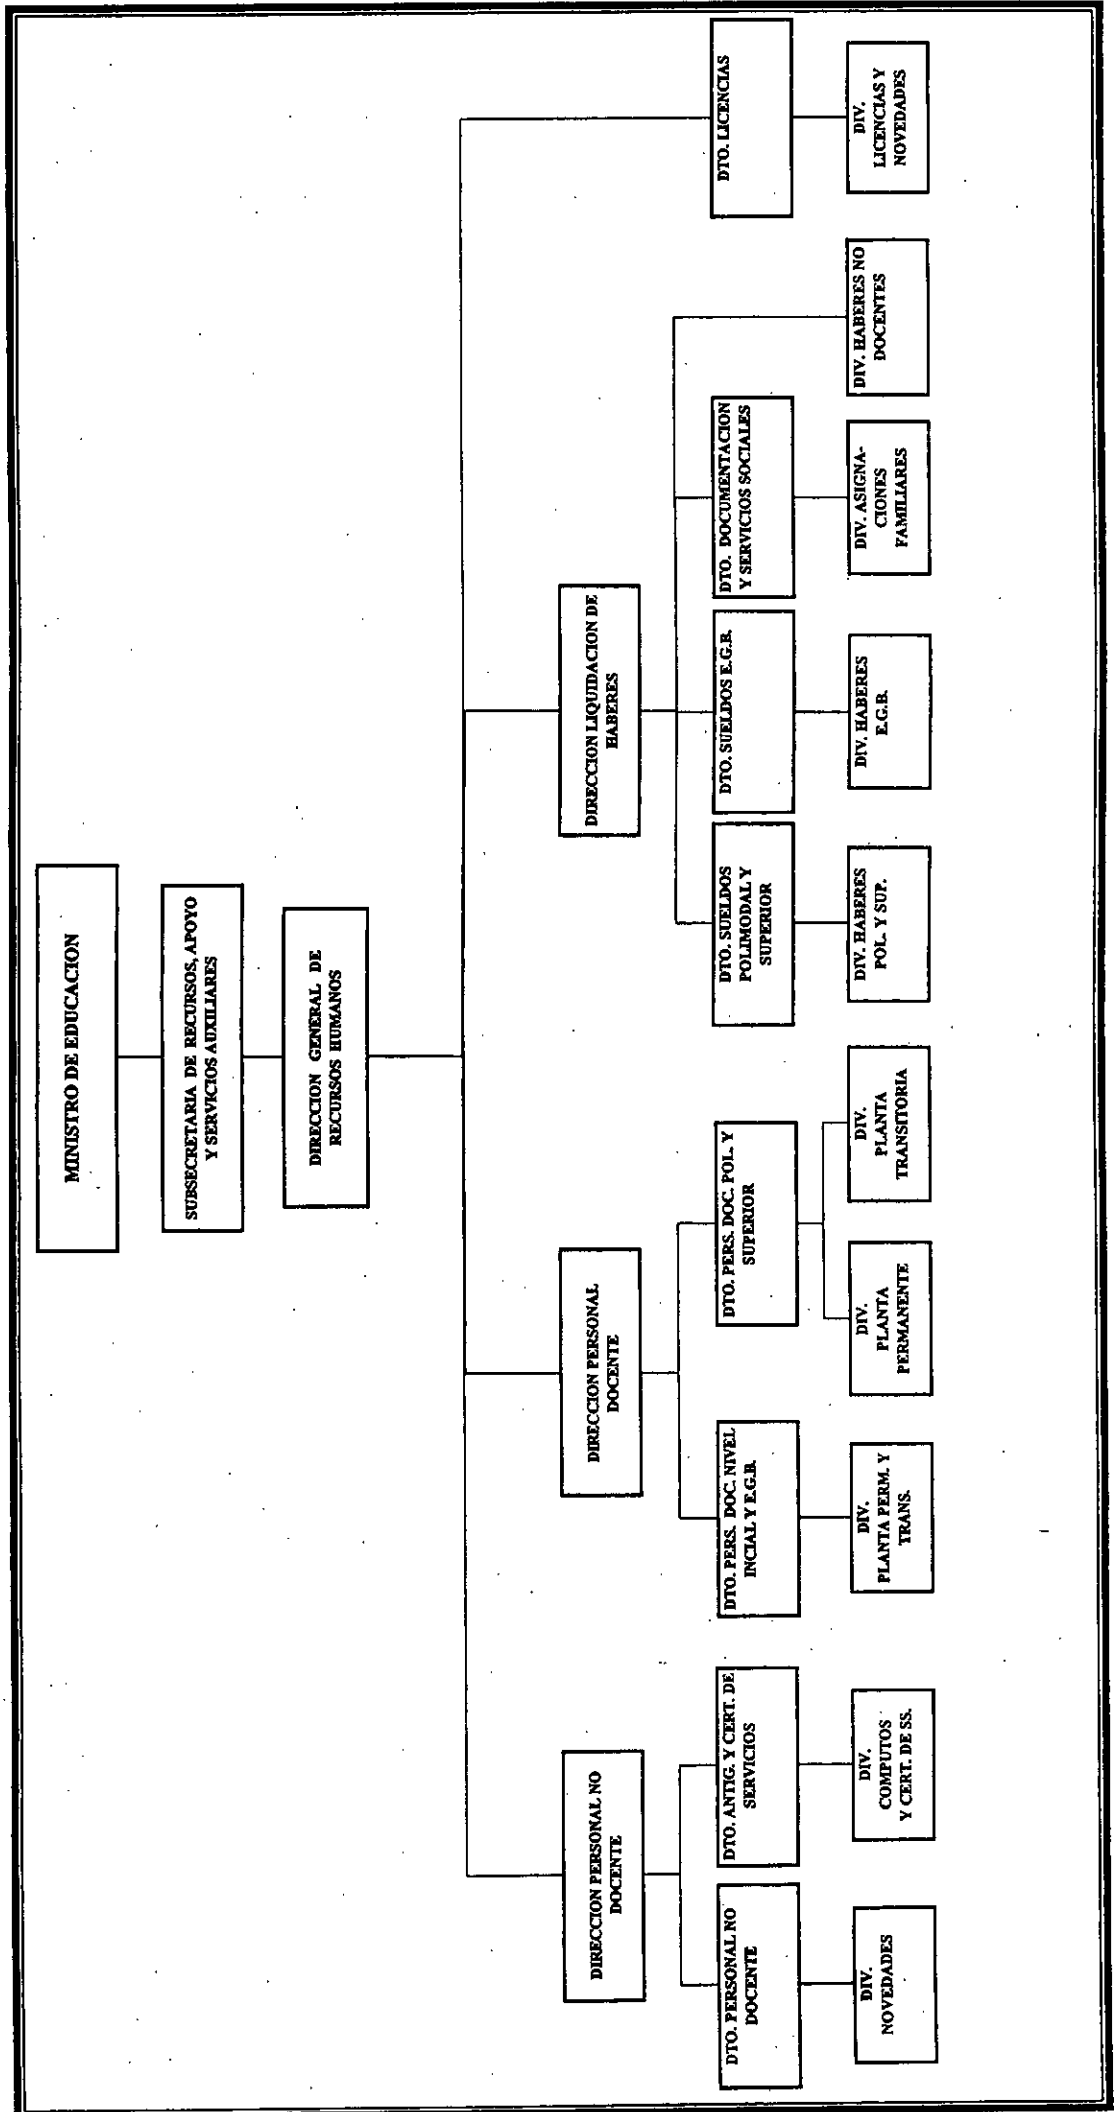 MINISTRO DE EDUCACION
SUBSECRETARIA DE RECURSOS, APOYO
Y SERVICIOS AUXILIARES
DIRECCION GENERAL DE
RECURSOS HUMANOS
DIRECCION PERSONAL NO
DOCENTE
DIRECCION PERSONAL
DOCENTE
DIRECCION LIQUIDACION DE
HABERES
DTO. PERSONAL NO
DOCENTE
DTO. ANTIG. Y CERT. DE
SERVICIOS
DTO. PERS. DOC. NIVEL
INCIAL Y E.G.B.
DTO. PERS. DOC. POL. Y
SUPERIOR
DTO. SUELDOS
POLIMODAL Y
SUPERIOR
DTO. SUELDOS E.G.B.
DTO. DOCUMENTACION
Y SERVICIOS SOCIALES
DTO. LICENCIAS
DIV.
NOVEDADES
DIV.
COMPUTOS
Y CERT. DE SS.
DIV.
PLANTA PERM. Y
TRANS.
DIV.
PLANTA
PERMANENTE
DIV.
PLANTA
TRANSITORIA
DIV. HABERES
POL. Y SUP.
DIV. HABERES
E.G.B.
DIV. ASIGNA-
CIONES
FAMILIARES
DIV. HABERES NO
DOCENTES
DIV.
LICENCIAS Y
NOVEDADES